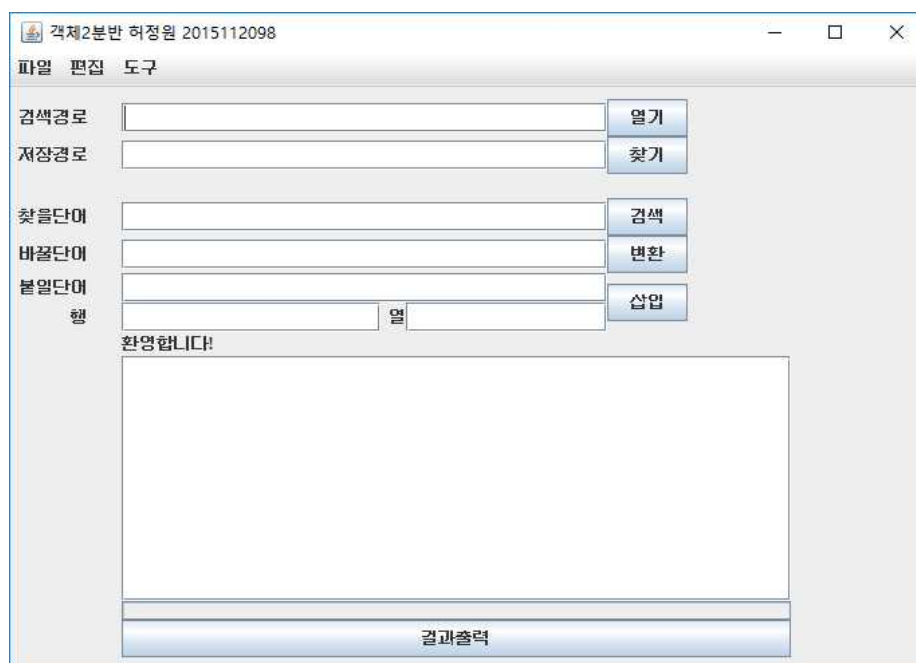 객체2분반 허정원 2015112098
파일 편집 도구
검색경로 열기
저장경로 찾기
찾을단어 검색
바꿀단어 변환
붙일단어
삽입
행 열
환영합니다!
결과출력